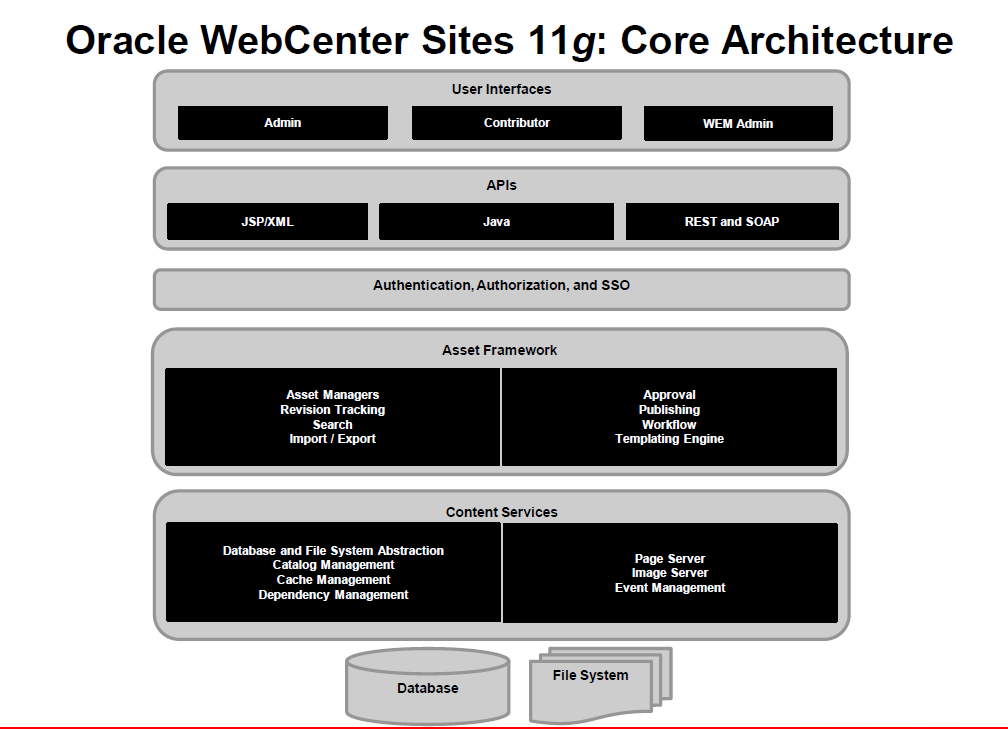 Oracle WebCenter Sites 11g: Core Architecture
User Interfaces
Admin
Contributor
WEM Admin
APIs
JSP/XML
Java
REST and SOAP
Authentication, Authorization, and SSO
Asset Framework
Asset Managers
Revision Tracking
Search
Import / Export
Approval
Publishing
Workflow
Templating Engine
Content Services
Database and File System Abstraction
Catalog Management
Cache Management
Dependency Management
Page Server
Image Server
Event Management
Database
File System